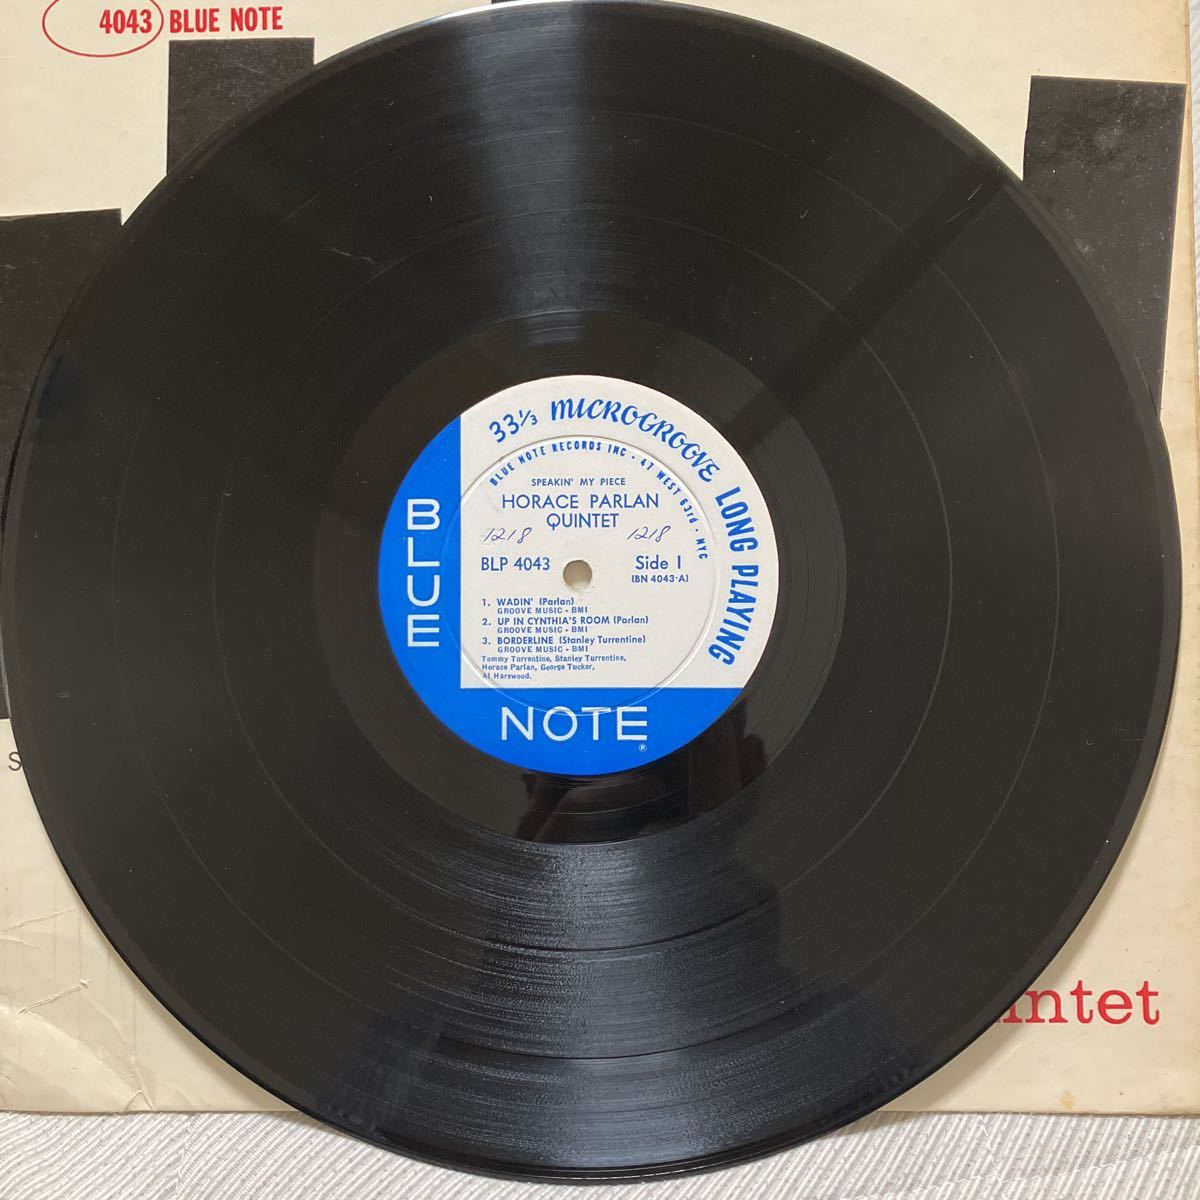 4043 BLUE NOTE
33 1/3 MICROGROOVE LONG PLAYING
BLUE NOTE RECORDS INC · 47 WEST 63rd · NYC
SPEAKIN' MY PIECE
HORACE PARLAN
QUINTET
1218 1218
BLP 4043 Side 1
(BN 4043-A)
1. WADIN' (Parlan)
GROOVE MUSIC - BMI
2. UP IN CYNTHIA'S ROOM (Parlan)
GROOVE MUSIC - BMI
3. BORDERLINE (Stanley Turrentine)
GROOVE MUSIC - BMI
Tommy Turrentine, Stanley Turrentine,
Horace Parlan, George Tucker,
Al Harewood.
BLUE
NOTE®
S
intet